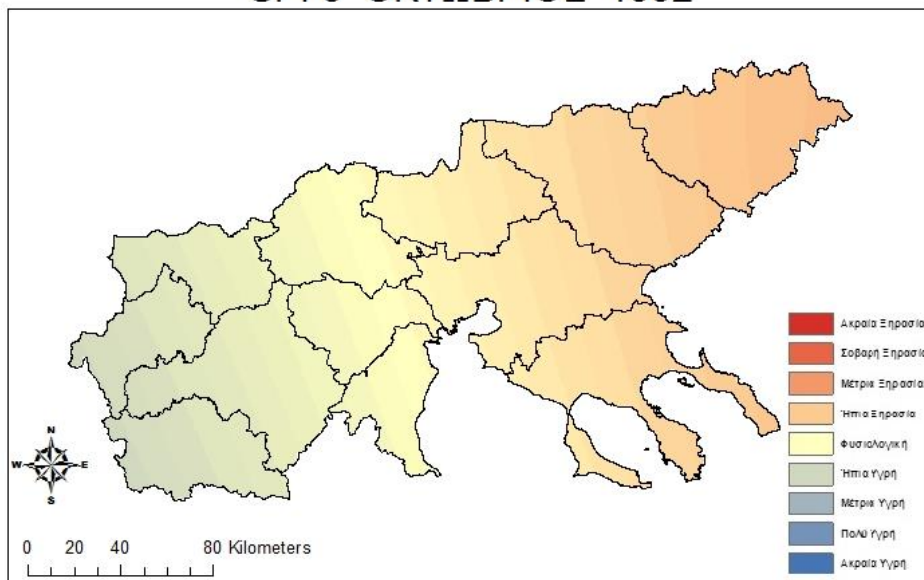 Ακραία Ξηρασία
Σοβαρή Ξηρασία
Μέτρια Ξηρασία
Ήπια Ξηρασία
Φυσιολογική
Ήπια Υγρή
Μέτρια Υγρή
Πολύ Υγρή
Ακραία Υγρή
N
W E
S
0 20 40 80 Kilometers